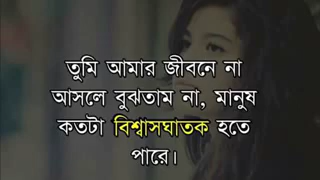 তুমি আমার জীবনে না
আসলে বুঝতাম না, মানুষ
কতটা বিশ্বাসঘাতক হতে
পারে।